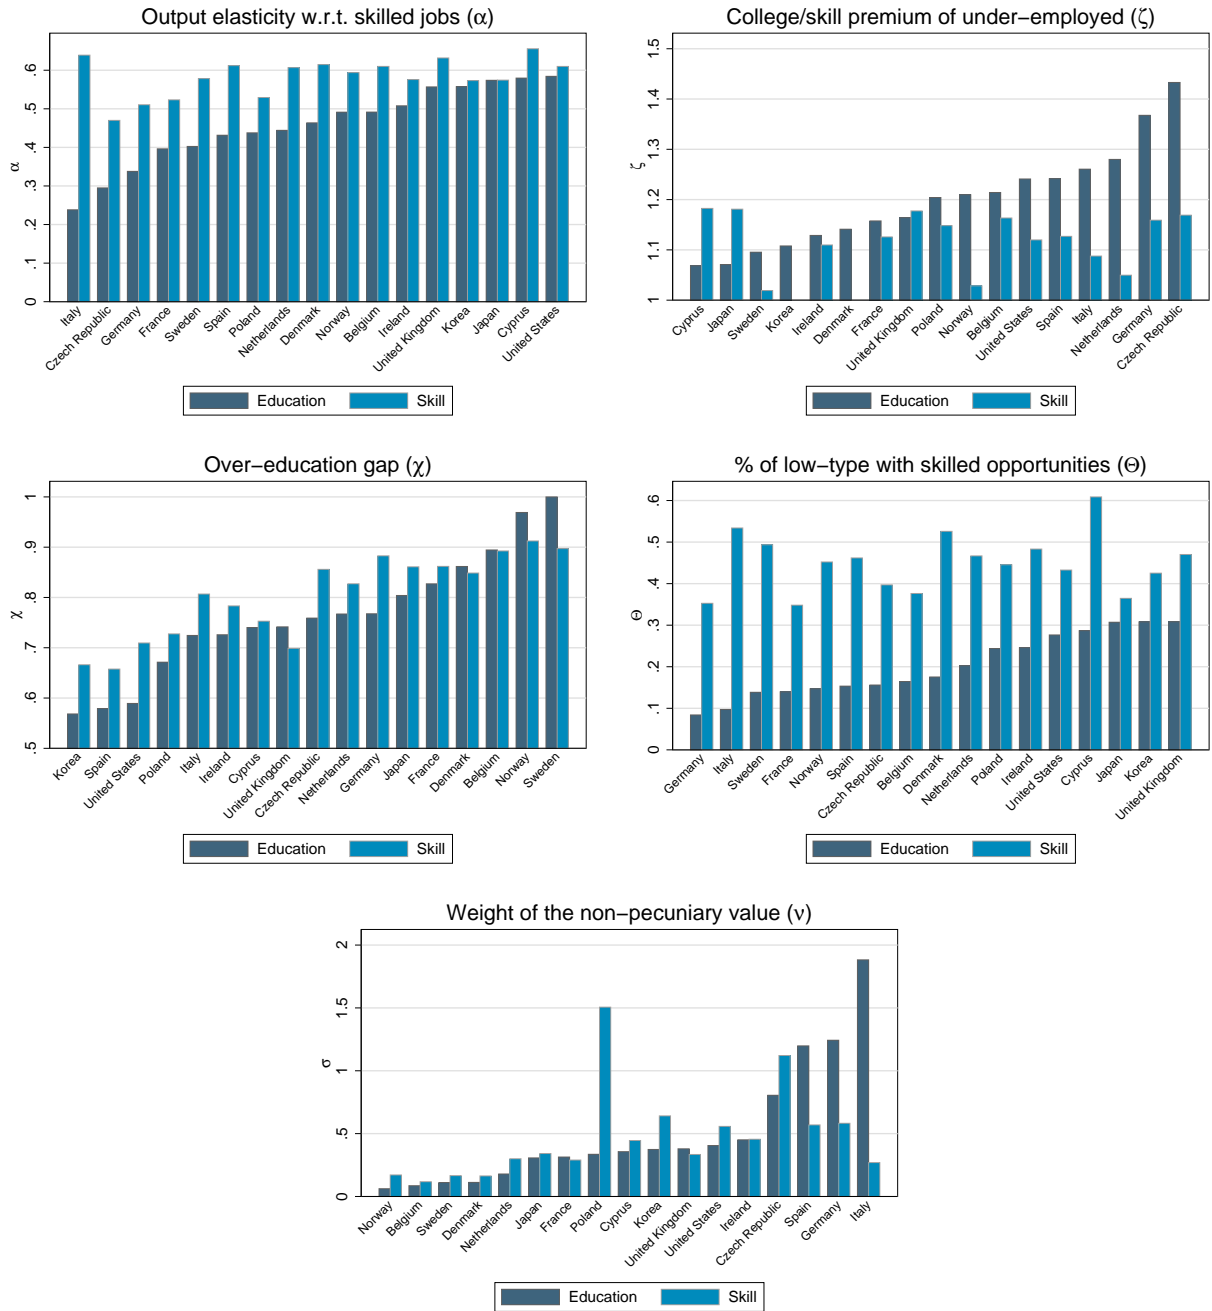 Output elasticity w.r.t. skilled jobs (α)
α
0 .1 .2 .3 .4 .5 .6
Italy
Czech Republic
Germany
France
Sweden
Spain
Poland
Netherlands
Denmark
Norway
Belgium
Ireland
United Kingdom
Korea
Japan
Cyprus
United States
Education Skill
College/skill premium of under−employed (ζ)
ζ
1 1.1 1.2 1.3 1.4 1.5
Cyprus
Japan
Sweden
Korea
Ireland
Denmark
France
United Kingdom
Poland
Norway
Belgium
United States
Spain
Italy
Netherlands
Germany
Czech Republic
Education Skill
Over−education gap (χ)
χ
.5 .6 .7 .8 .9 1
Korea
Spain
United States
Poland
Italy
Ireland
Cyprus
United Kingdom
Czech Republic
Netherlands
Germany
Japan
France
Denmark
Belgium
Norway
Sweden
Education Skill
% of low−type with skilled opportunities (Θ)
Θ
0 .1 .2 .3 .4 .5 .6
Germany
Italy
Sweden
France
Norway
Spain
Czech Republic
Belgium
Denmark
Netherlands
Poland
Ireland
United States
Cyprus
Japan
Korea
United Kingdom
Education Skill
Weight of the non−pecuniary value (ν)
σ
0 .5 1 1.5 2
Norway
Belgium
Sweden
Denmark
Netherlands
Japan
France
Poland
Cyprus
Korea
United Kingdom
United States
Ireland
Czech Republic
Spain
Germany
Italy
Education Skill